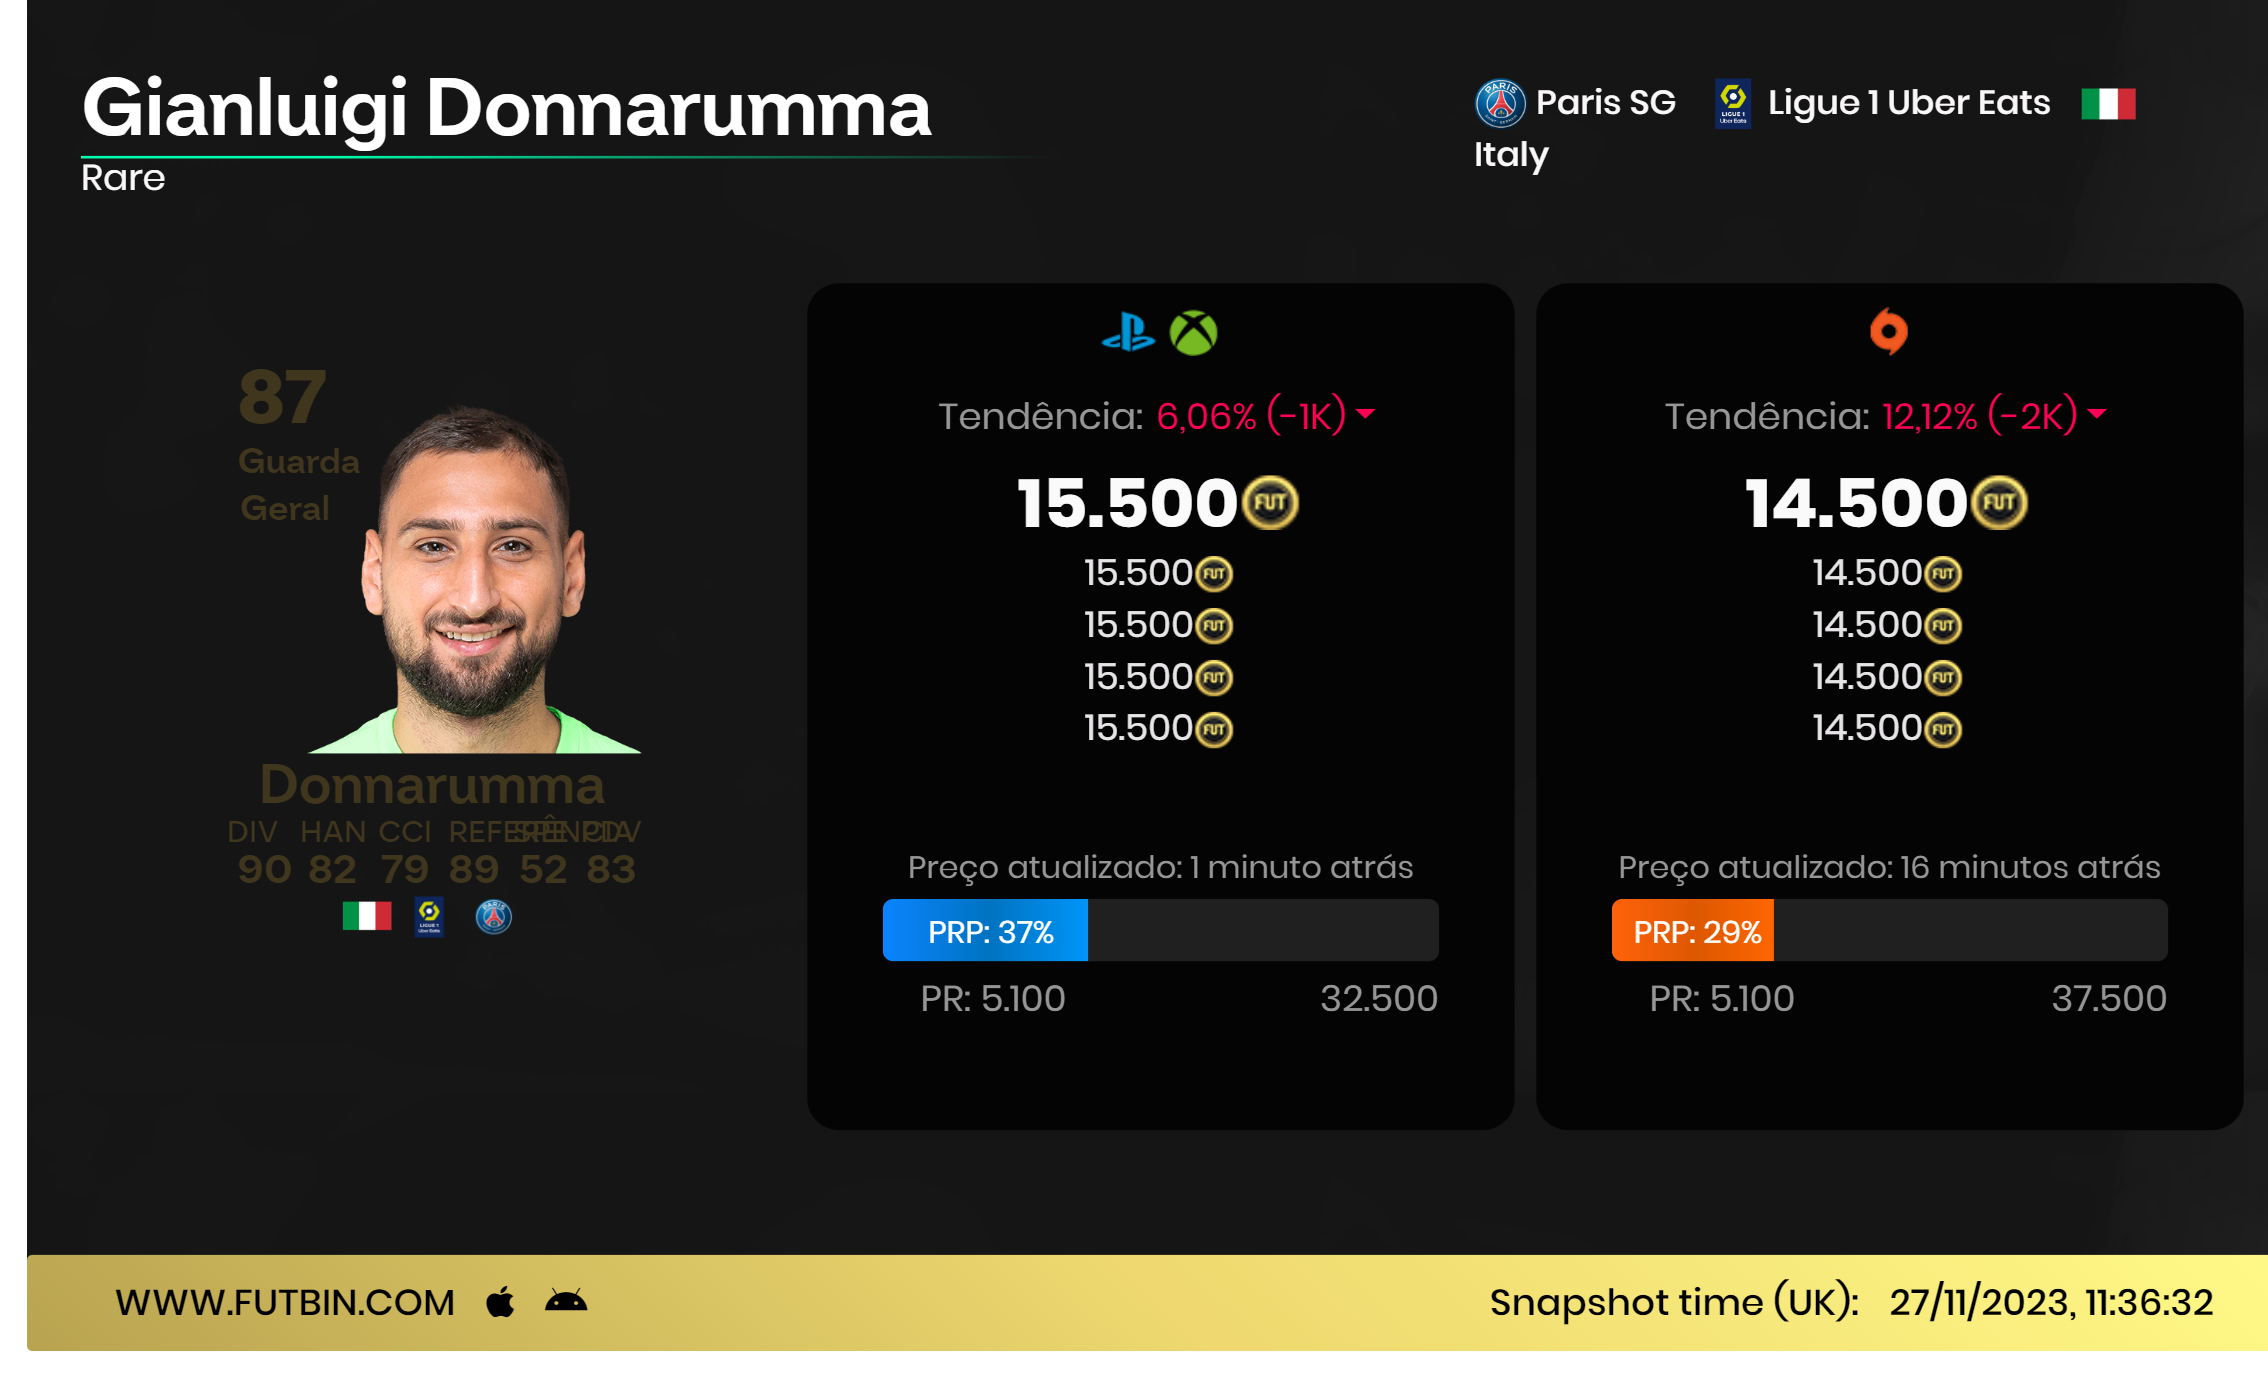 Gianluigi Donnarumma
Rare
Paris SG Ligue 1 Uber Eats
Italy
87
Guarda
Geral
Donnarumma
DIV HAN CCI REFERÊNCIA SPE PDV
90 82 79 89 52 83
Tendência: 6,06% (-1K)
15.500
15.500
15.500
15.500
15.500
Preço atualizado: 1 minuto atrás
PRP: 37%
PR: 5.100 32.500
Tendência: 12,12% (-2K)
14.500
14.500
14.500
14.500
14.500
Preço atualizado: 16 minutos atrás
PRP: 29%
PR: 5.100 37.500
WWW.FUTBIN.COM
Snapshot time (UK): 27/11/2023, 11:36:32